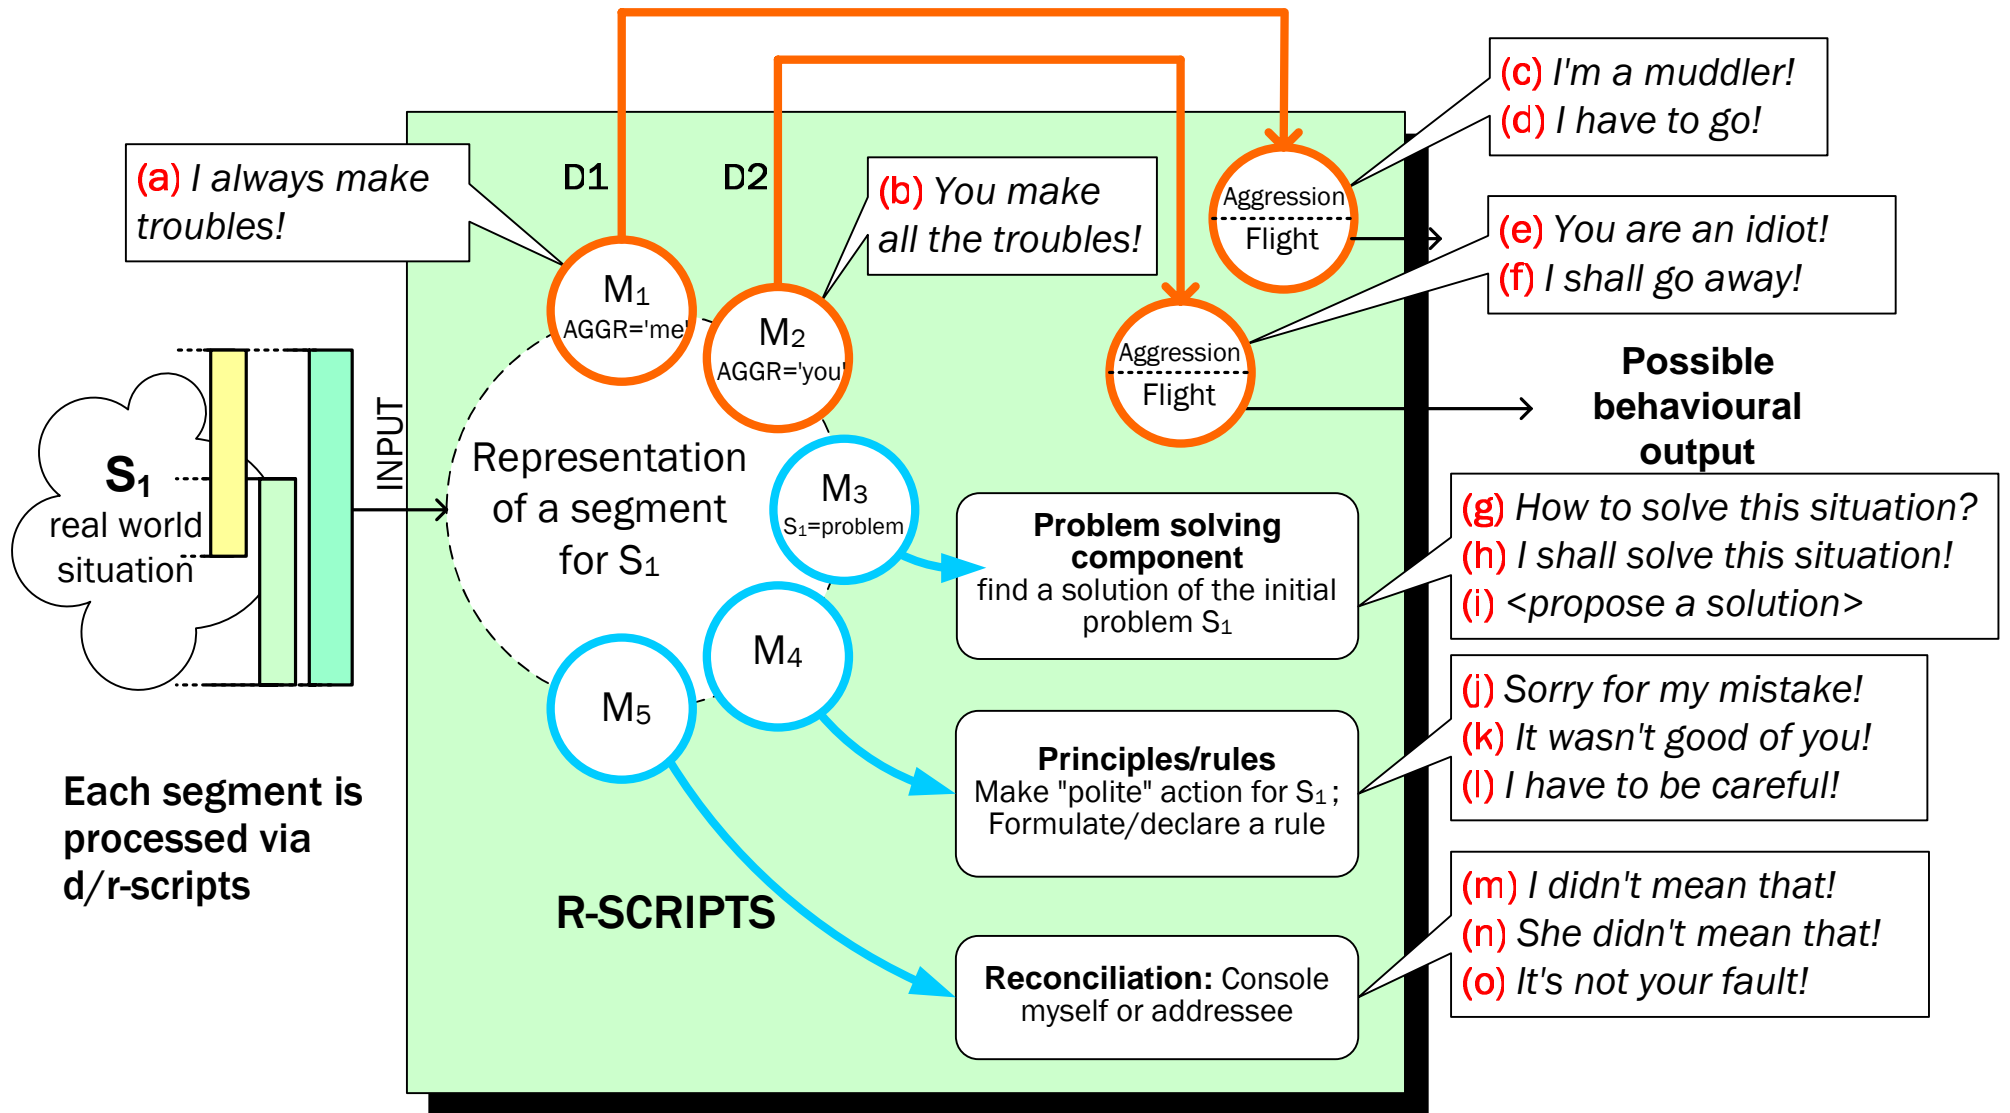 (c) I'm a muddler!
(d) I have to go!
(a) I always make
troubles!
D1
D2
(b) You make
all the troubles!
Aggression
Flight
(e) You are an idiot!
(f) I shall go away!
M1
AGGR='me'
M2
AGGR='you'
Aggression
Flight
Possible
behavioural
output
S1
real world
situation
INPUT
Representation
of a segment
for S1
M3
S1=problem
Problem solving
component
find a solution of the initial
problem S1
(g) How to solve this situation?
(h) I shall solve this situation!
(i) <propose a solution>
M4
M5
Principles/rules
Make "polite" action for S1;
Formulate/declare a rule
(j) Sorry for my mistake!
(k) It wasn't good of you!
(l) I have to be careful!
Each segment is
processed via
d/r-scripts
R-SCRIPTS
Reconciliation: Console
myself or addressee
(m) I didn't mean that!
(n) She didn't mean that!
(o) It's not your fault!